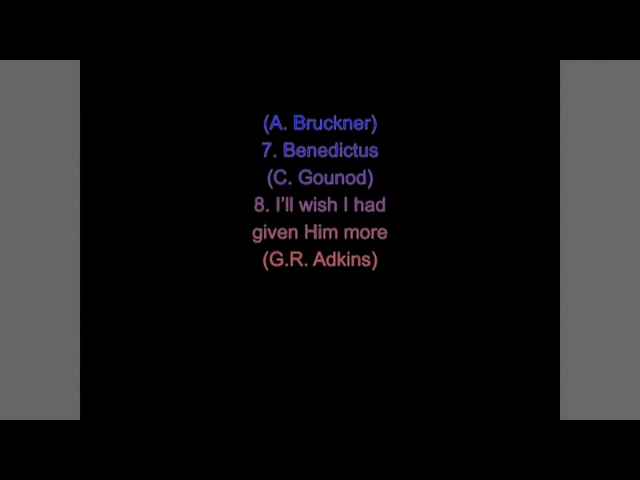 (A. Bruckner)
7. Benedictus
(C. Gounod)
8. I'll wish I had
given Him more
(G.R. Adkins)